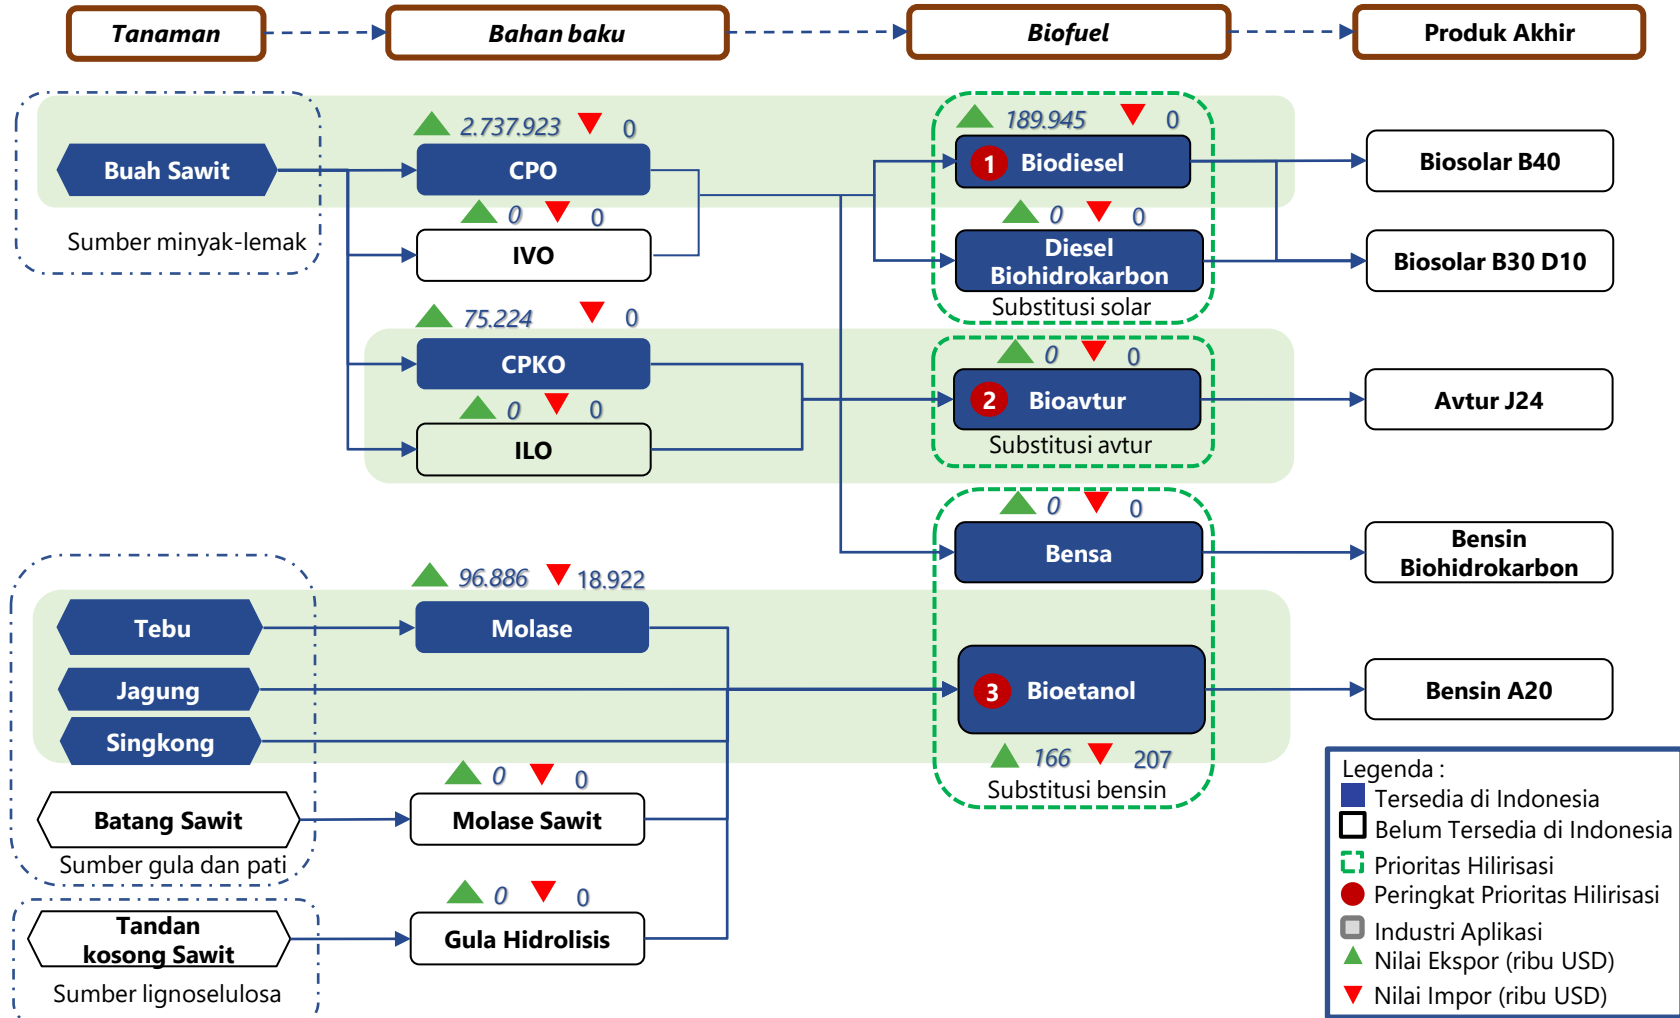 Tanaman
Bahan baku
Biofuel
Produk Akhir
2.737.923
0
189.945
0
Buah Sawit
CPO
1
Biodiesel
Biosolar B40
0
0
0
0
Sumber minyak-lemak
IVO
Diesel
Biohidrokarbon
Biosolar B30 D10
Substitusi solar
75.224
0
0
0
CPKO
2
Bioavtur
Avtur J24
0
0
ILO
Substitusi avtur
0
0
Bensa
Bensin
Biohidrokarbon
96.886
18.922
Tebu
Molase
Jagung
3
Bioetanol
Bensin A20
Singkong
166
207
0
0
Substitusi bensin
Batang Sawit
Molase Sawit
Sumber gula dan pati
0
0
Tandan
kosong Sawit
Gula Hidrolisis
Sumber lignoselulosa
Legenda :
Tersedia di Indonesia
Belum Tersedia di Indonesia
Prioritas Hilirisasi
Peringkat Prioritas Hilirisasi
Industri Aplikasi
Nilai Ekspor (ribu USD)
Nilai Impor (ribu USD)